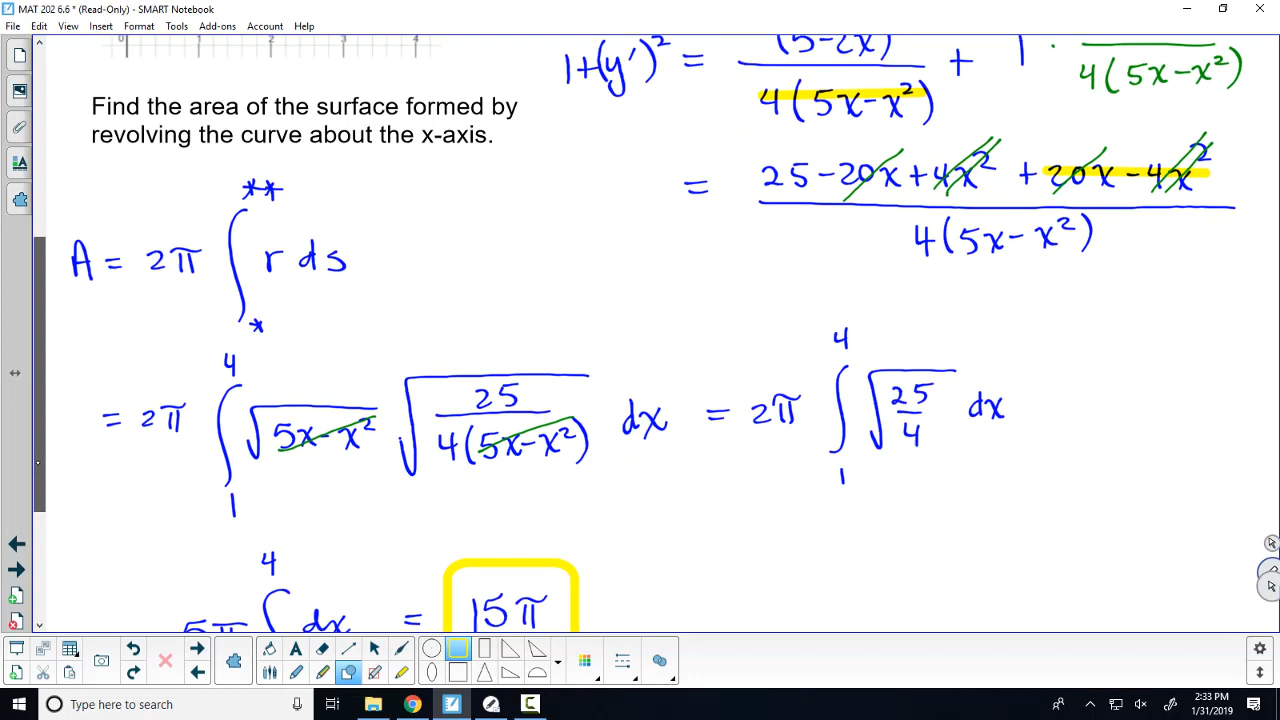 MAT 202 6.6 * (Read-Only) – SMART Notebook
File Edit View Insert Format Tools Add-ons Account Help
0 1 2 3 4
1+(y')² = (5-2x) / 4(5x-x²) + 1 · / 4(5x-x²)
Find the area of the surface formed by
revolving the curve about the x-axis.
= (25-20x+4x² + 20x-4x²) / 4(5x-x²)
A = 2π ∫_*^** r ds
= 2π ∫_1^4 √(5x-x²) √(25 / 4(5x-x²)) dx = 2π ∫_1^4 √(25/4) dx
5π ∫^4 dx = 15π
Type here to search
2:33 PM
1/31/2019